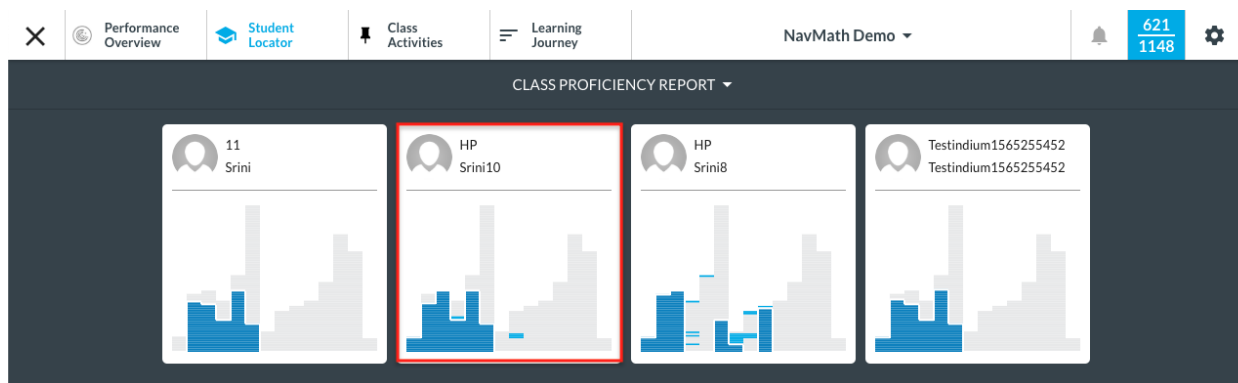 Performance
Overview
Student
Locator
Class
Activities
Learning
Journey
NavMath Demo
621
1148
CLASS PROFICIENCY REPORT
11
Srini
HP
Srini10
HP
Srini8
Testindium1565255452
Testindium1565255452